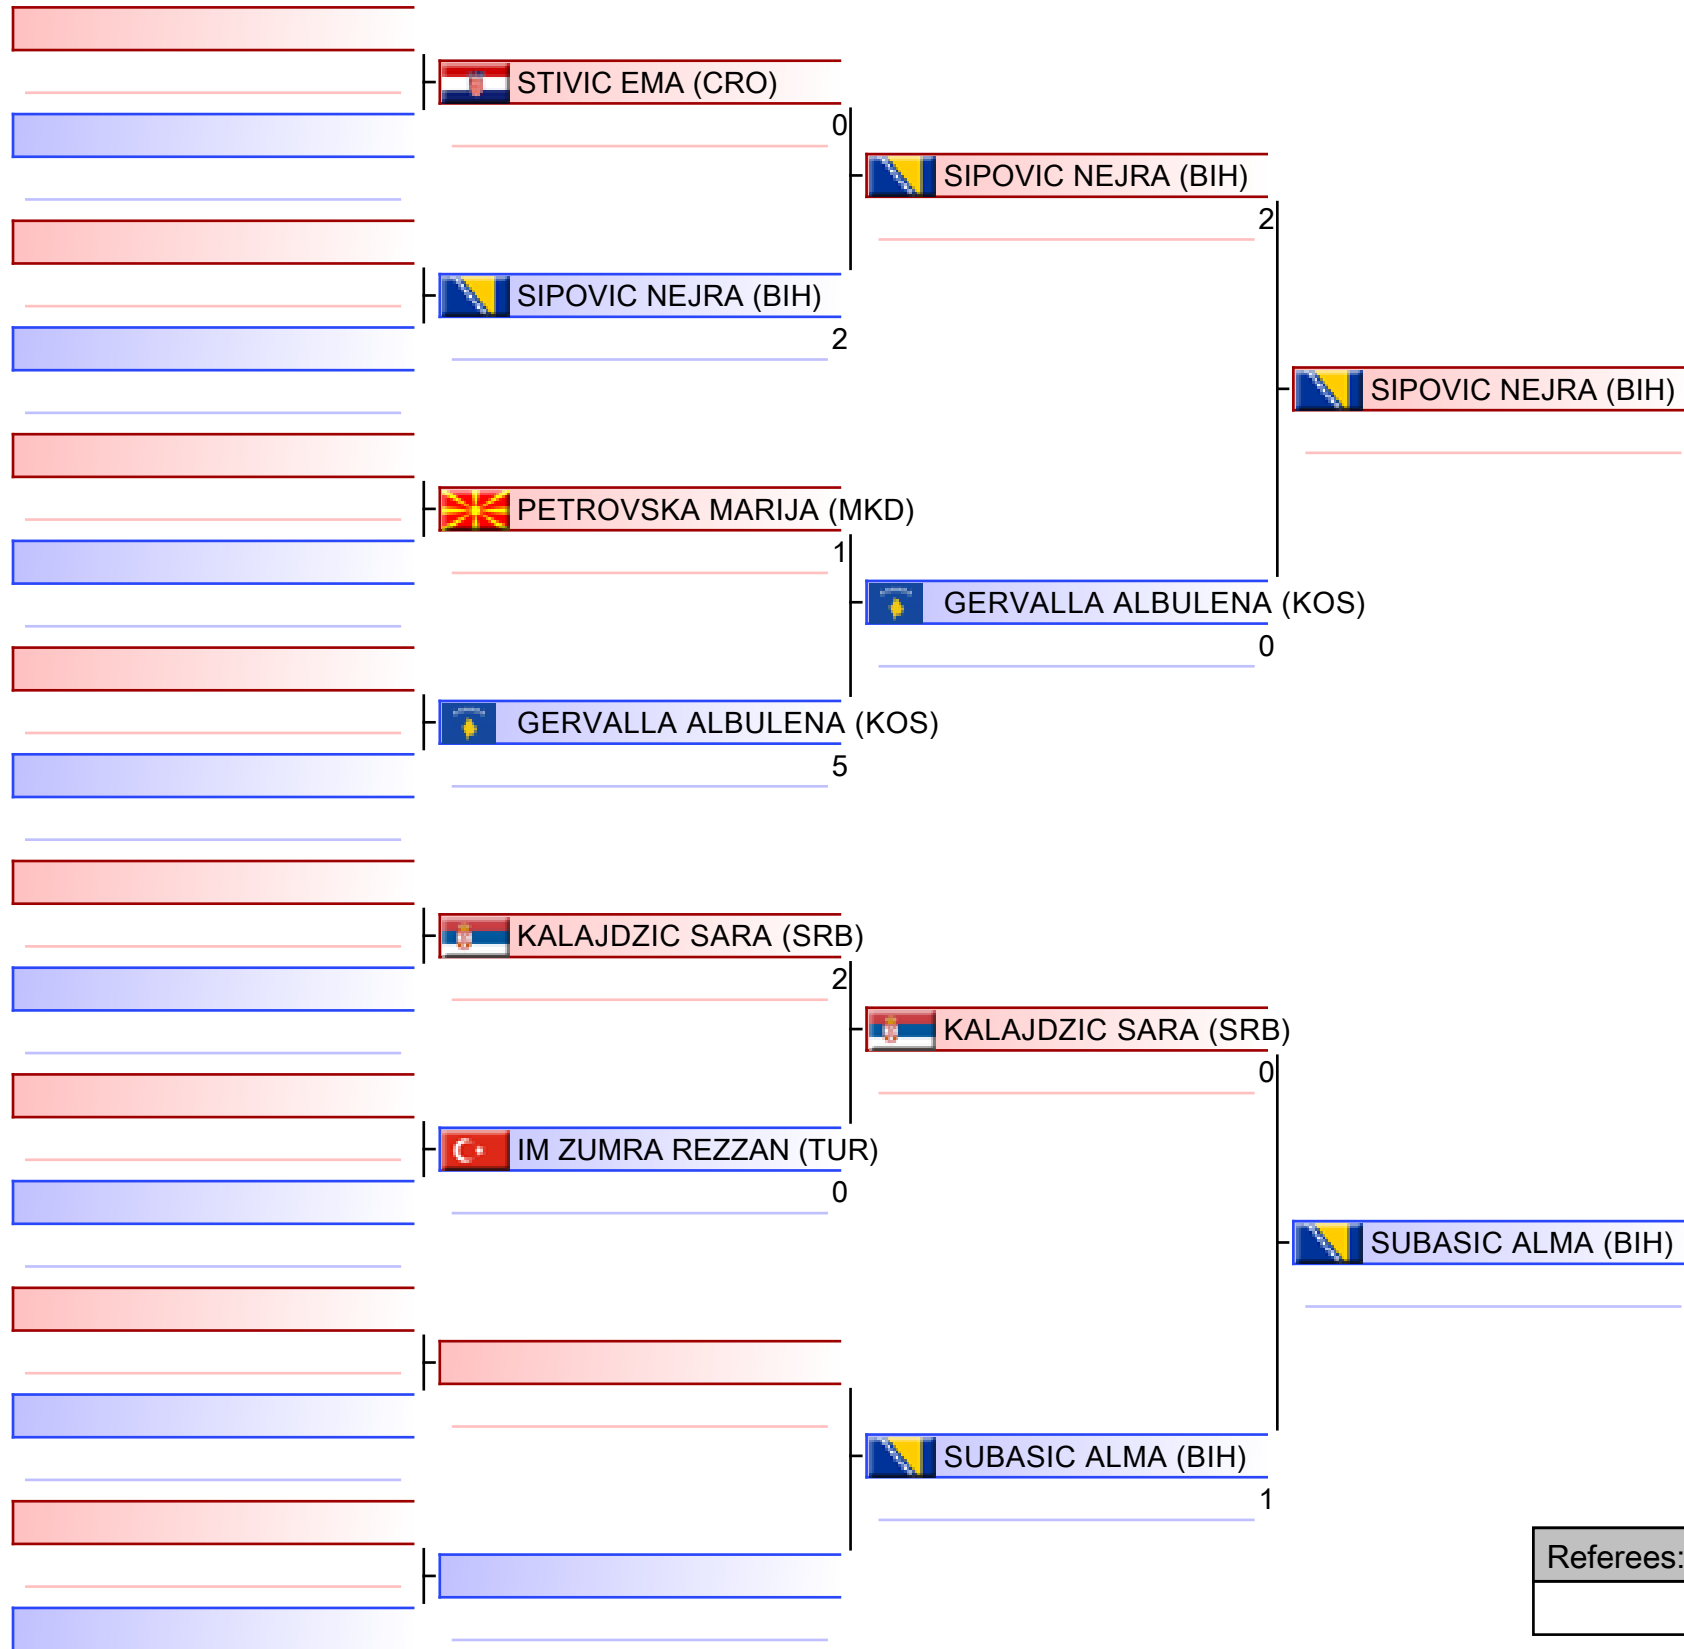 STIVIC EMA (CRO)
0
SIPOVIC NEJRA (BIH)
2
SIPOVIC NEJRA (BIH)
2
SIPOVIC NEJRA (BIH)
PETROVSKA MARIJA (MKD)
1
GERVALLA ALBULENA (KOS)
0
GERVALLA ALBULENA (KOS)
5
KALAJDZIC SARA (SRB)
2
KALAJDZIC SARA (SRB)
0
IM ZUMRA REZZAN (TUR)
0
SUBASIC ALMA (BIH)
SUBASIC ALMA (BIH)
1
Referees: